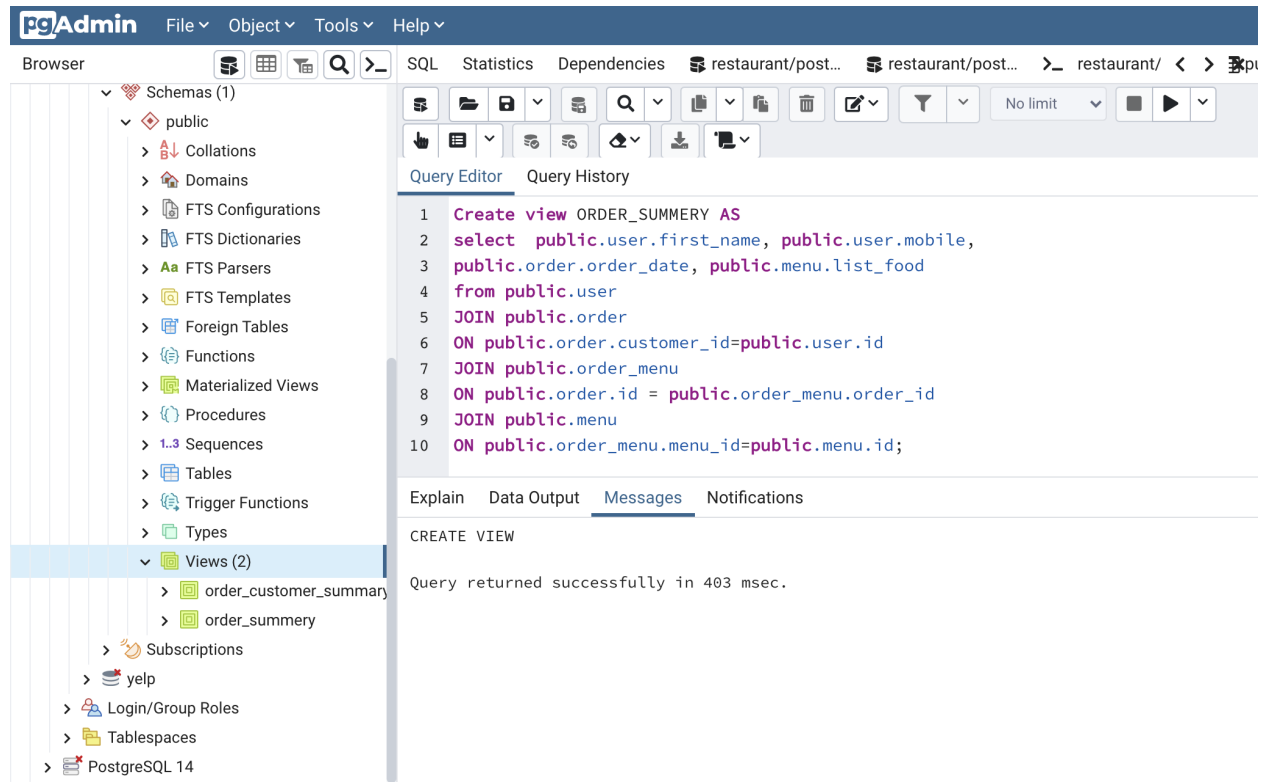 pgAdmin File Object Tools Help
Browser
SQL Statistics Dependencies restaurant/post... restaurant/post... restaurant/
Schemas (1)
public
Collations
Domains
FTS Configurations
FTS Dictionaries
Aa FTS Parsers
FTS Templates
Foreign Tables
Functions
Materialized Views
Procedures
1..3 Sequences
Tables
Trigger Functions
Types
Views (2)
order_customer_summary
order_summery
Subscriptions
yelp
Login/Group Roles
Tablespaces
PostgreSQL 14
No limit
Query Editor Query History
1 Create view ORDER_SUMMERY AS
2 select  public.user.first_name, public.user.mobile,
3 public.order.order_date, public.menu.list_food
4 from public.user
5 JOIN public.order
6 ON public.order.customer_id=public.user.id
7 JOIN public.order_menu
8 ON public.order.id = public.order_menu.order_id
9 JOIN public.menu
10 ON public.order_menu.menu_id=public.menu.id;
Explain Data Output Messages Notifications
CREATE VIEW
Query returned successfully in 403 msec.